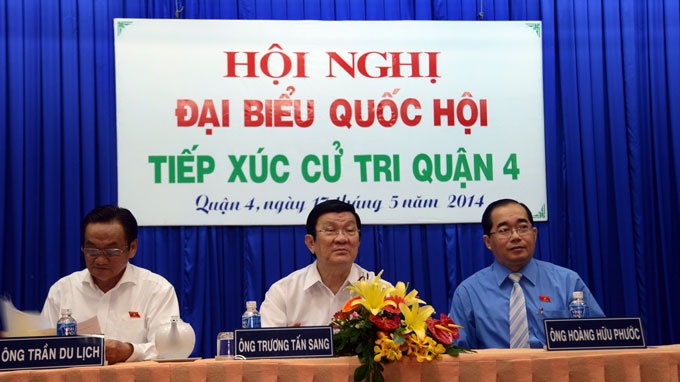 HỘI NGHỊ
ĐẠI BIỂU QUỐC HỘI
TIẾP XÚC CỬ TRI QUẬN 4
Quận 4, ngày 17 tháng 5 năm 2014
ÔNG TRẦN DU LỊCH
ÔNG TRƯƠNG TẤN SANG
ÔNG HOÀNG HỮU PHƯỚC